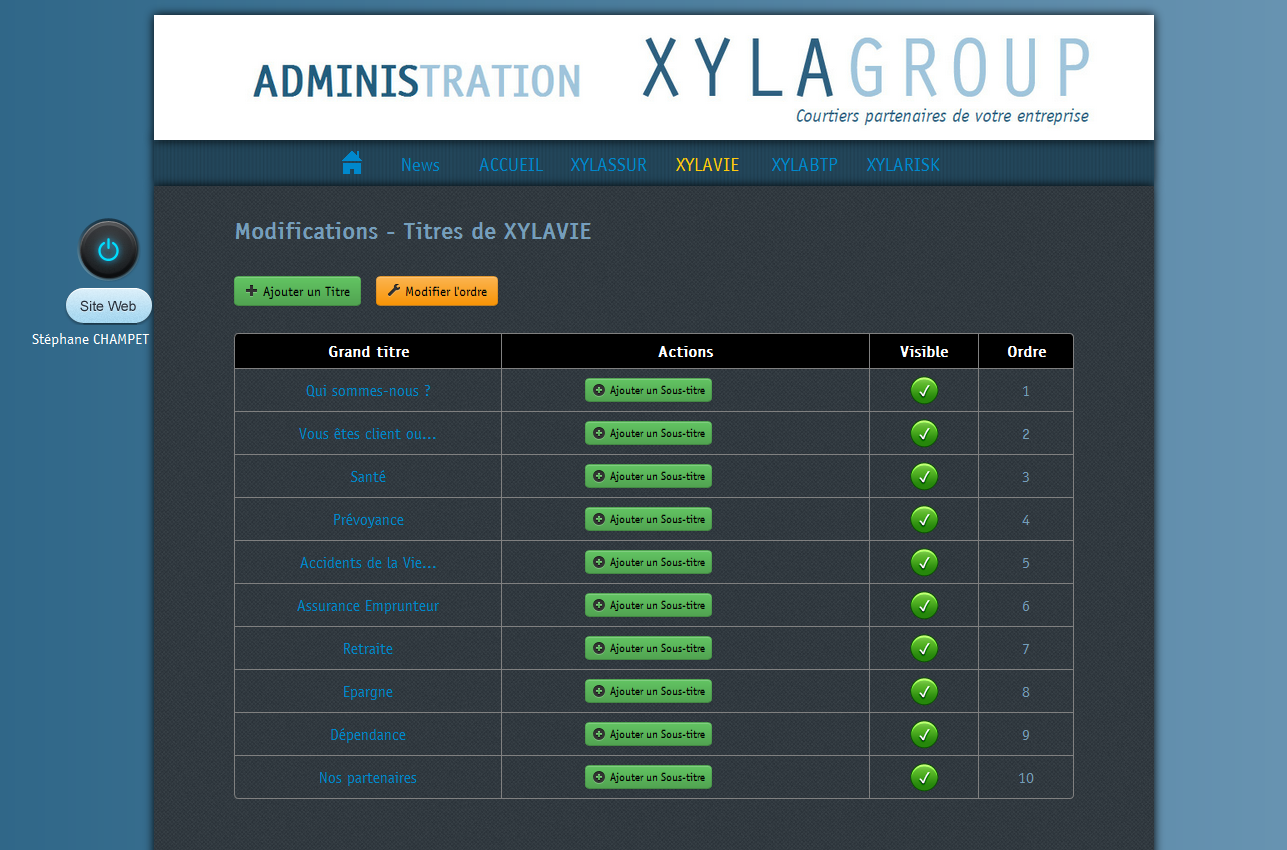 ADMINISTRATION
XYLAGROUP
Courtiers partenaires de votre entreprise
News ACCUEIL XYLASSUR XYLAVIE XYLABTP XYLARISK
Site Web
Stéphane CHAMPET
Modifications - Titres de XYLAVIE
Ajouter un Titre Modifier l'ordre
Grand titre Actions Visible Ordre
Qui sommes-nous ? Ajouter un Sous-titre 1
Vous êtes client ou... Ajouter un Sous-titre 2
Santé Ajouter un Sous-titre 3
Prévoyance Ajouter un Sous-titre 4
Accidents de la Vie... Ajouter un Sous-titre 5
Assurance Emprunteur Ajouter un Sous-titre 6
Retraite Ajouter un Sous-titre 7
Epargne Ajouter un Sous-titre 8
Dépendance Ajouter un Sous-titre 9
Nos partenaires Ajouter un Sous-titre 10